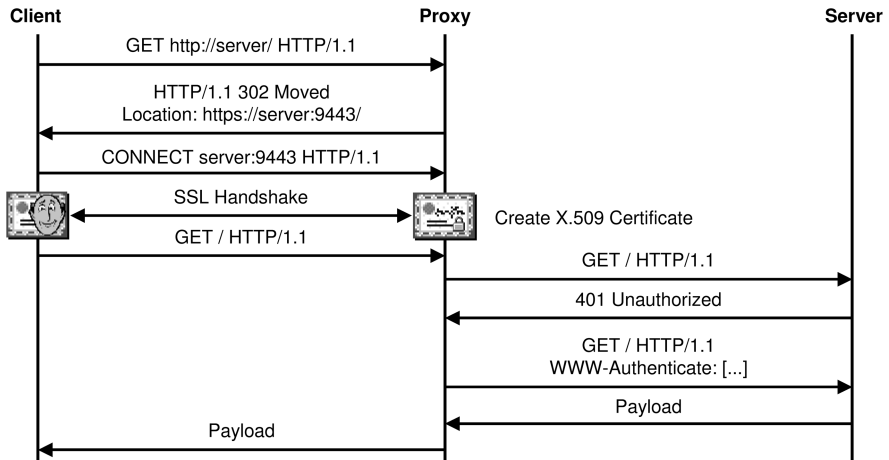 Client
Proxy
Server
GET http://server/ HTTP/1.1
HTTP/1.1 302 Moved
Location: https://server:9443/
CONNECT server:9443 HTTP/1.1
SSL Handshake
Create X.509 Certificate
GET / HTTP/1.1
GET / HTTP/1.1
401 Unauthorized
GET / HTTP/1.1
WWW-Authenticate: [...]
Payload
Payload